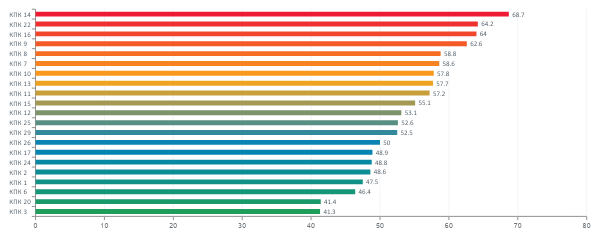 КПК 14 68.7
КПК 22 64.2
КПК 16 64
КПК 9 62.6
КПК 8 58.8
КПК 7 58.6
КПК 10 57.8
КПК 13 57.7
КПК 11 57.2
КПК 15 55.1
КПК 12 53.1
КПК 25 52.6
КПК 29 52.5
КПК 26 50
КПК 17 48.9
КПК 24 48.8
КПК 2 48.6
КПК 1 47.5
КПК 6 46.4
КПК 20 41.4
КПК 3 41.3
0 10 20 30 40 50 60 70 80